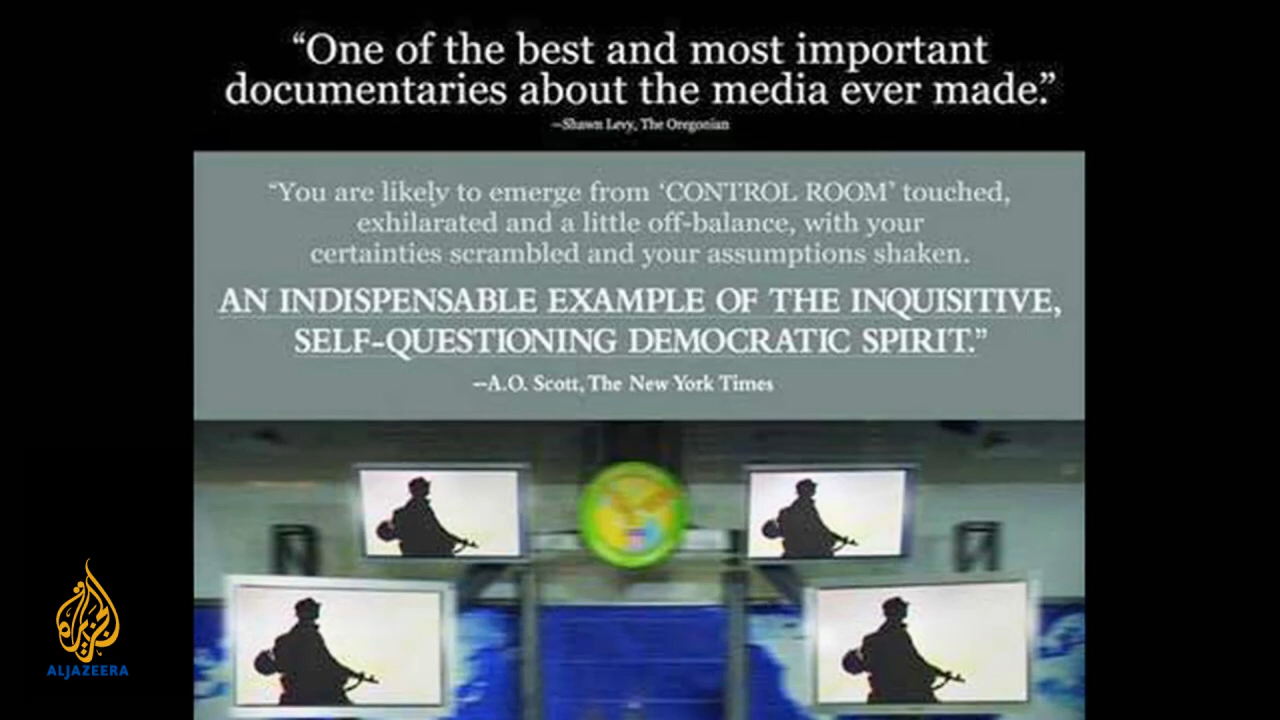 “One of the best and most important
documentaries about the media ever made.”
—Shawn Levy, The Oregonian
“You are likely to emerge from ‘CONTROL ROOM’ touched,
exhilarated and a little off-balance, with your
certainties scrambled and your assumptions shaken.
AN INDISPENSABLE EXAMPLE OF THE INQUISITIVE,
SELF-QUESTIONING DEMOCRATIC SPIRIT.”
—A.O. Scott, The New York Times
الجزيرة
ALJAZEERA